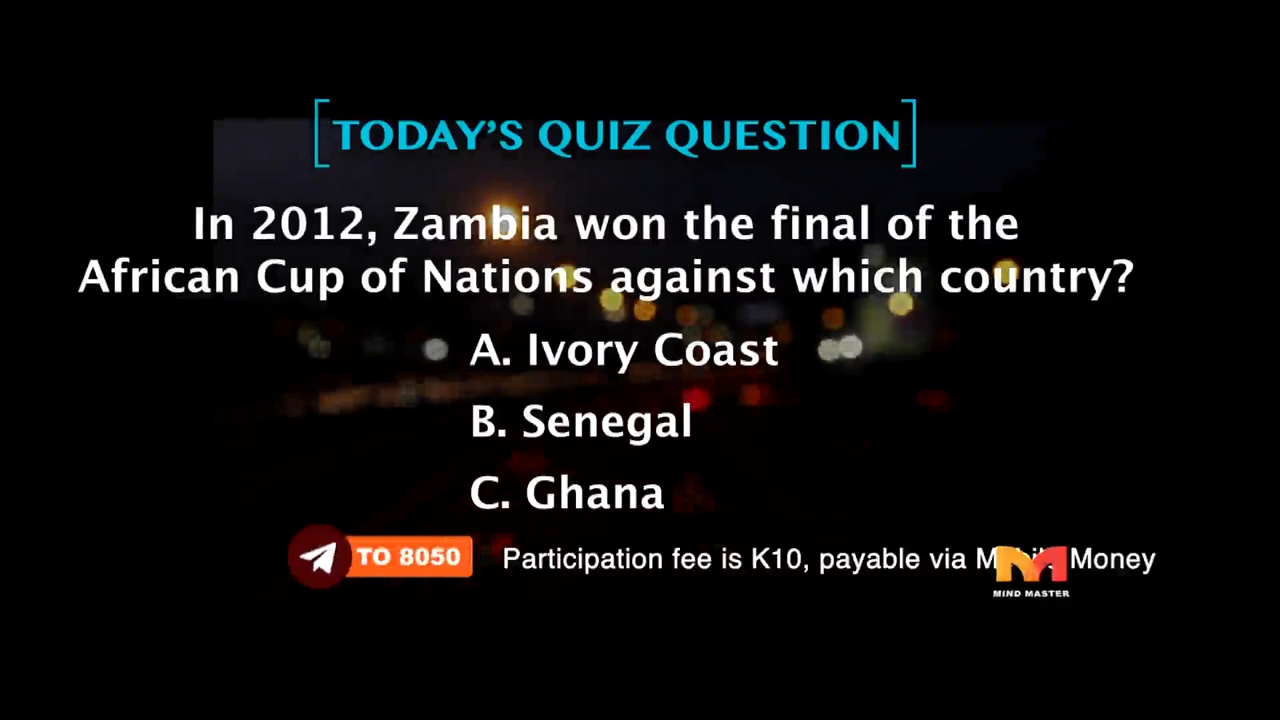 [TODAY'S QUIZ QUESTION]
In 2012, Zambia won the final of the
African Cup of Nations against which country?
A. Ivory Coast
B. Senegal
C. Ghana
TO 8050 Participation fee is K10, payable via Mobile Money
MIND MASTER